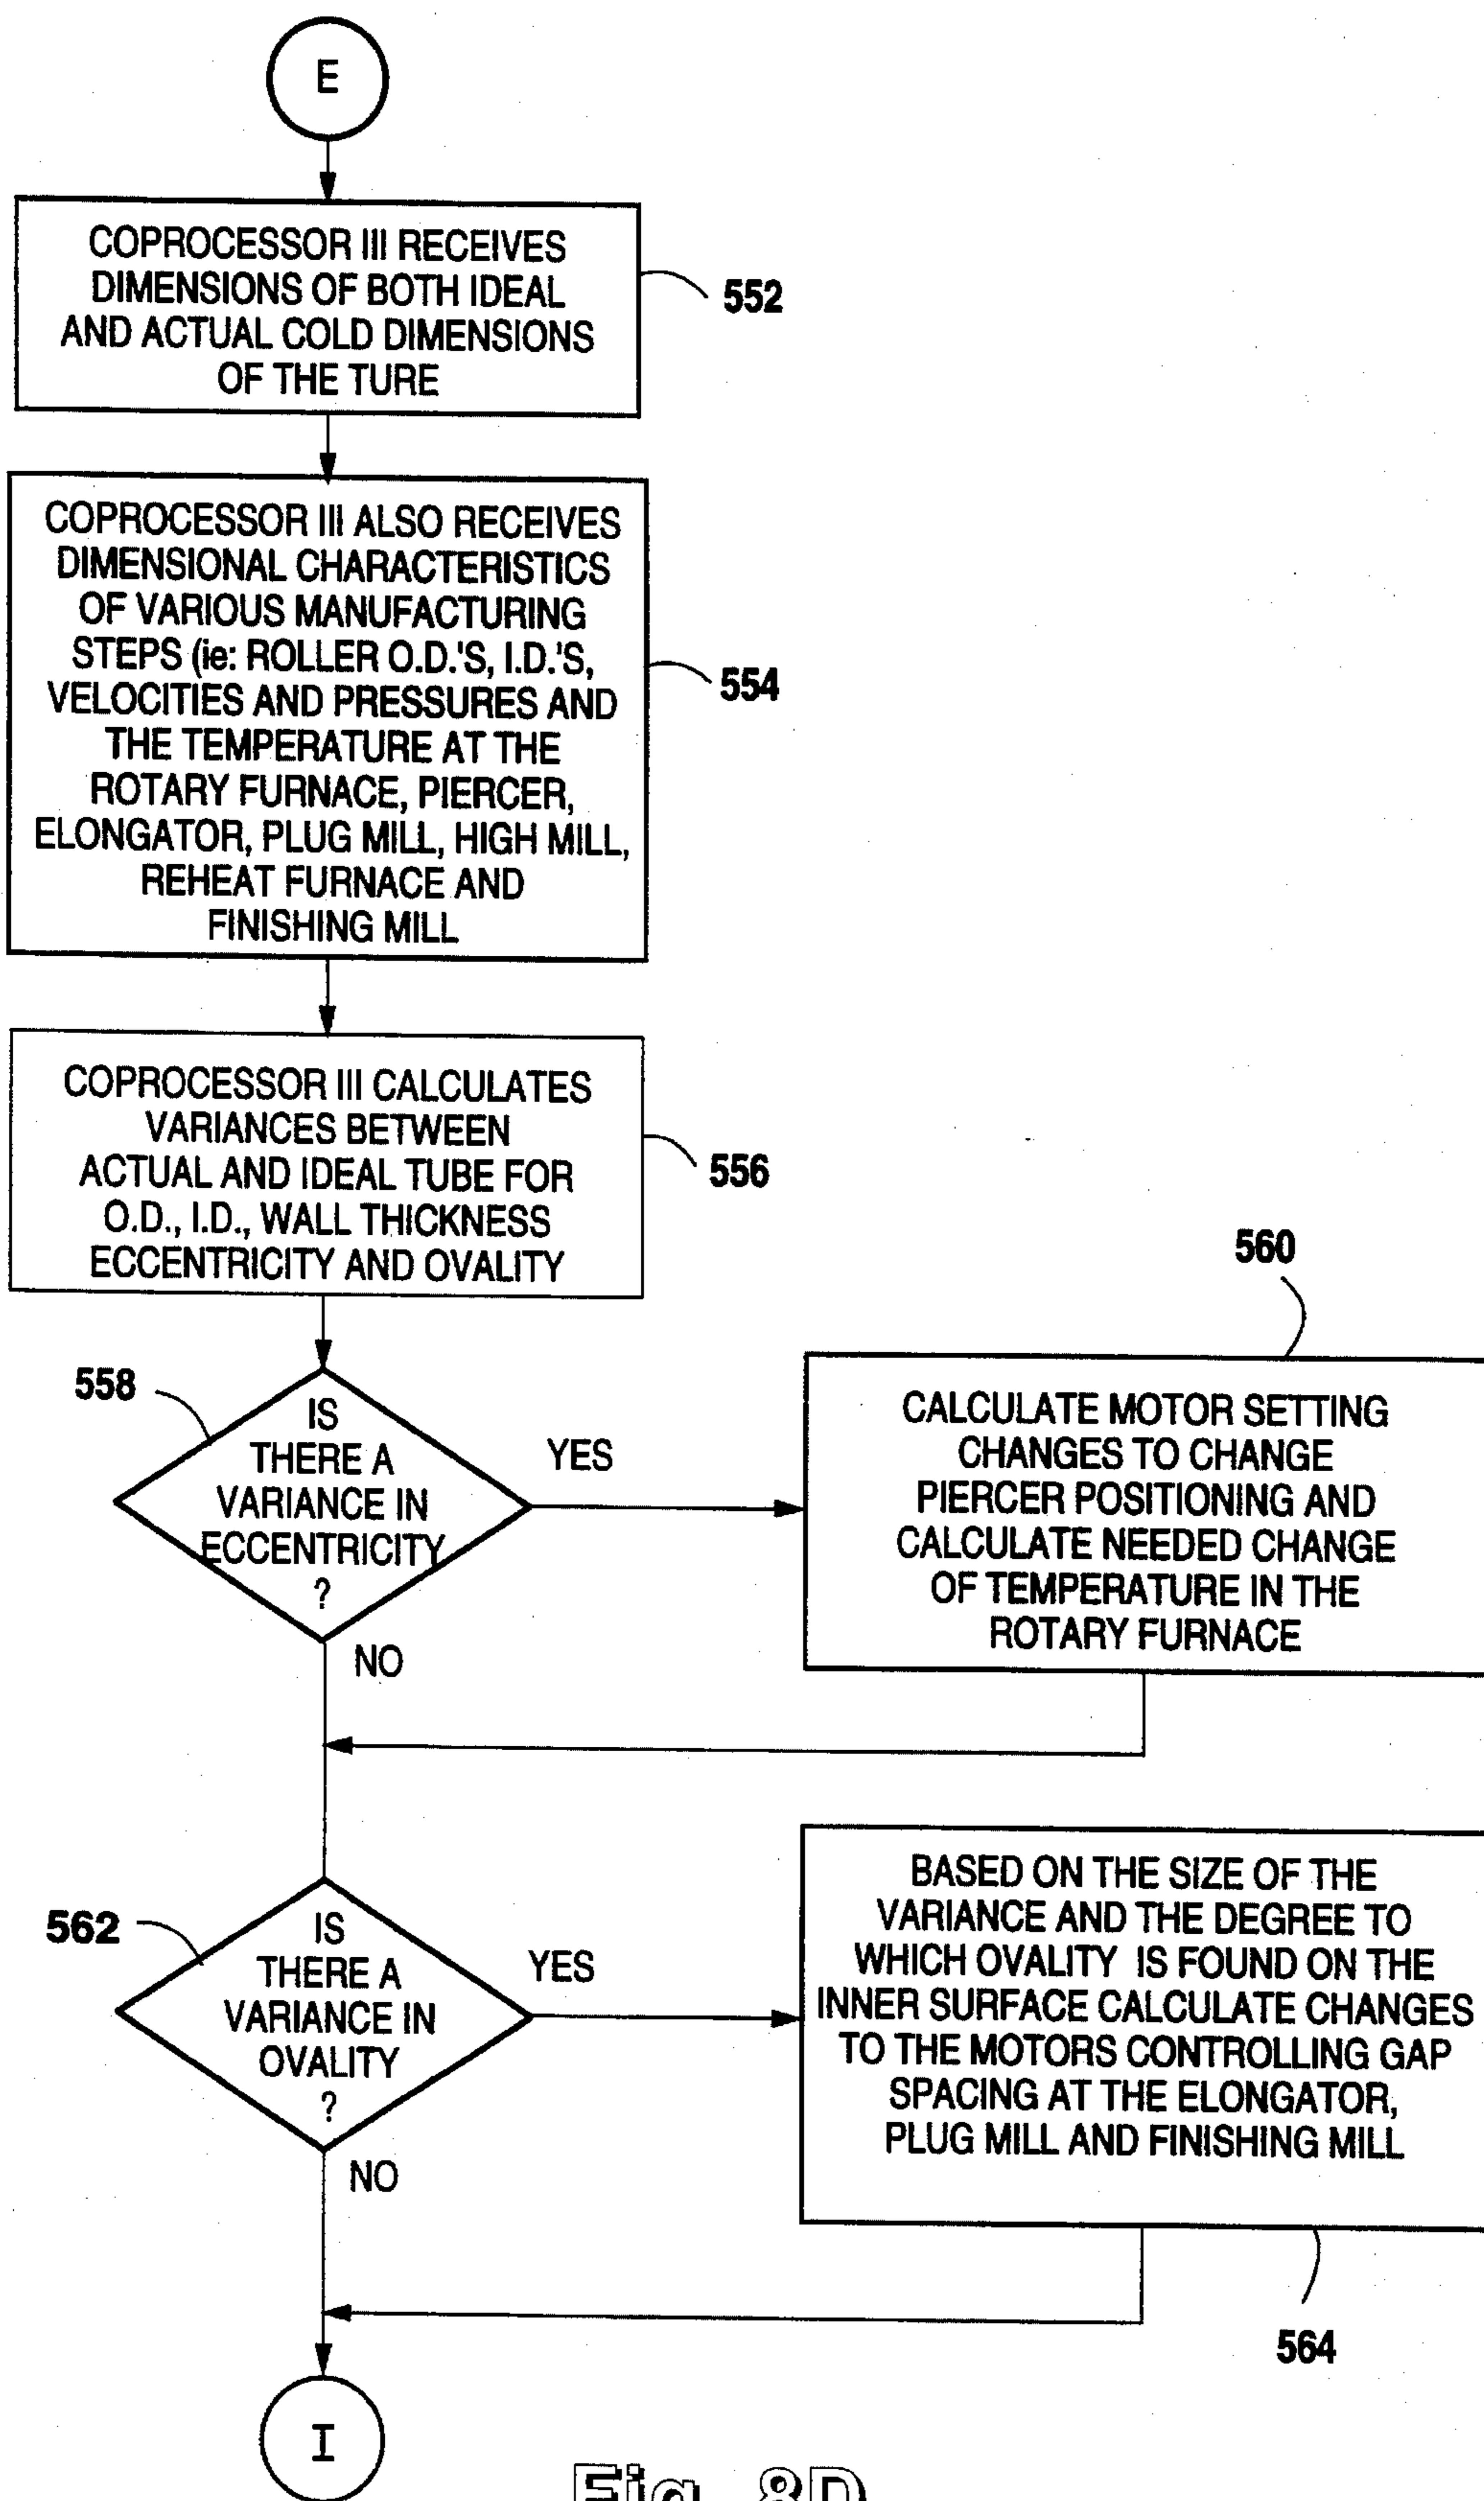 E
COPROCESSOR III RECEIVES
DIMENSIONS OF BOTH IDEAL
AND ACTUAL COLD DIMENSIONS
OF THE TURE
552
COPROCESSOR III ALSO RECEIVES
DIMENSIONAL CHARACTERISTICS
OF VARIOUS MANUFACTURING
STEPS (ie: ROLLER O.D.'S, I.D.'S,
VELOCITIES AND PRESSURES AND
THE TEMPERATURE AT THE
ROTARY FURNACE, PIERCER,
ELONGATOR, PLUG MILL, HIGH MILL,
REHEAT FURNACE AND
FINISHING MILL
554
COPROCESSOR III CALCULATES
VARIANCES BETWEEN
ACTUAL AND IDEAL TUBE FOR
O.D., I.D., WALL THICKNESS
ECCENTRICITY AND OVALITY
556
558
IS
THERE A
VARIANCE IN
ECCENTRICITY
?
YES
NO
560
CALCULATE MOTOR SETTING
CHANGES TO CHANGE
PIERCER POSITIONING AND
CALCULATE NEEDED CHANGE
OF TEMPERATURE IN THE
ROTARY FURNACE
562
IS
THERE A
VARIANCE IN
OVALITY
?
YES
NO
BASED ON THE SIZE OF THE
VARIANCE AND THE DEGREE TO
WHICH OVALITY IS FOUND ON THE
INNER SURFACE CALCULATE CHANGES
TO THE MOTORS CONTROLLING GAP
SPACING AT THE ELONGATOR,
PLUG MILL AND FINISHING MILL
564
I
Fig. 8D